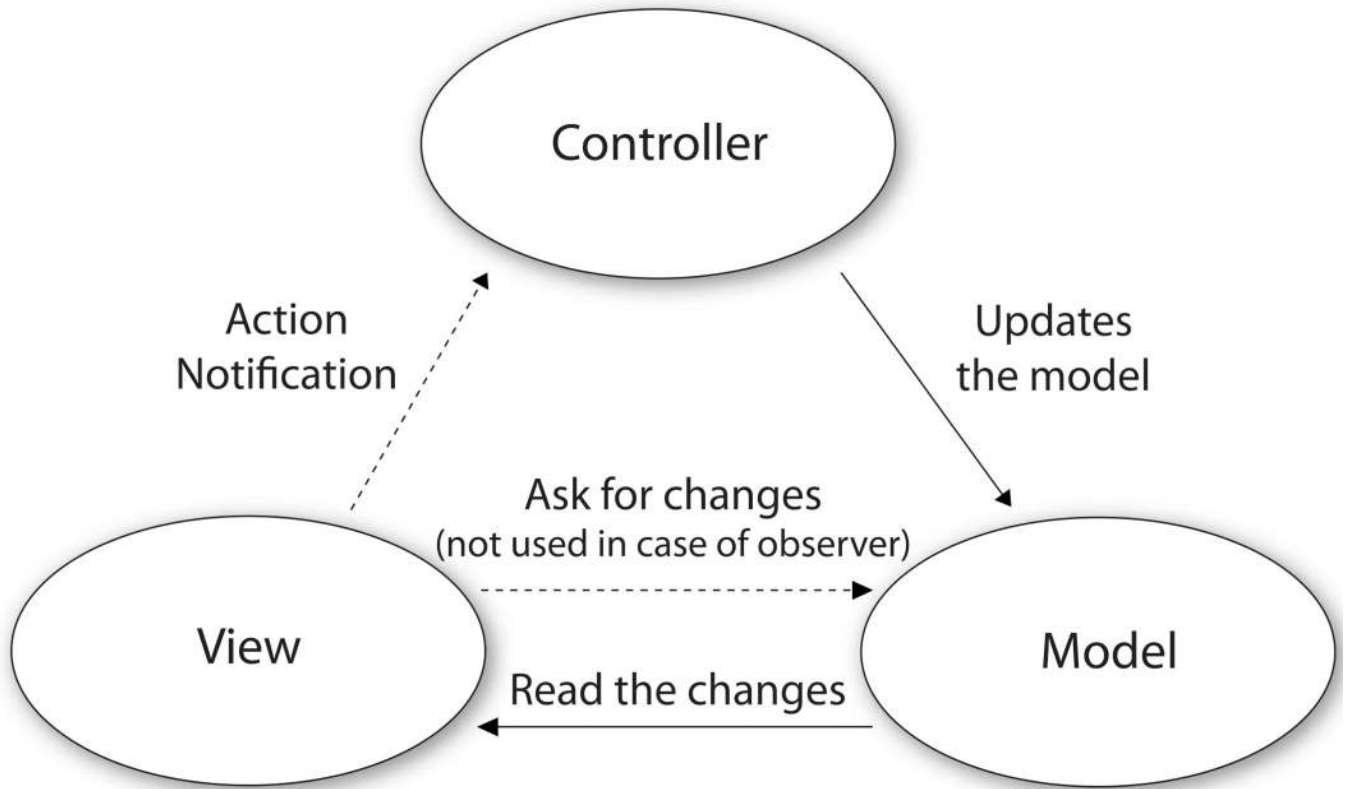 Controller
Action
Notification
Updates
the model
Ask for changes
(not used in case of observer)
View
Model
Read the changes